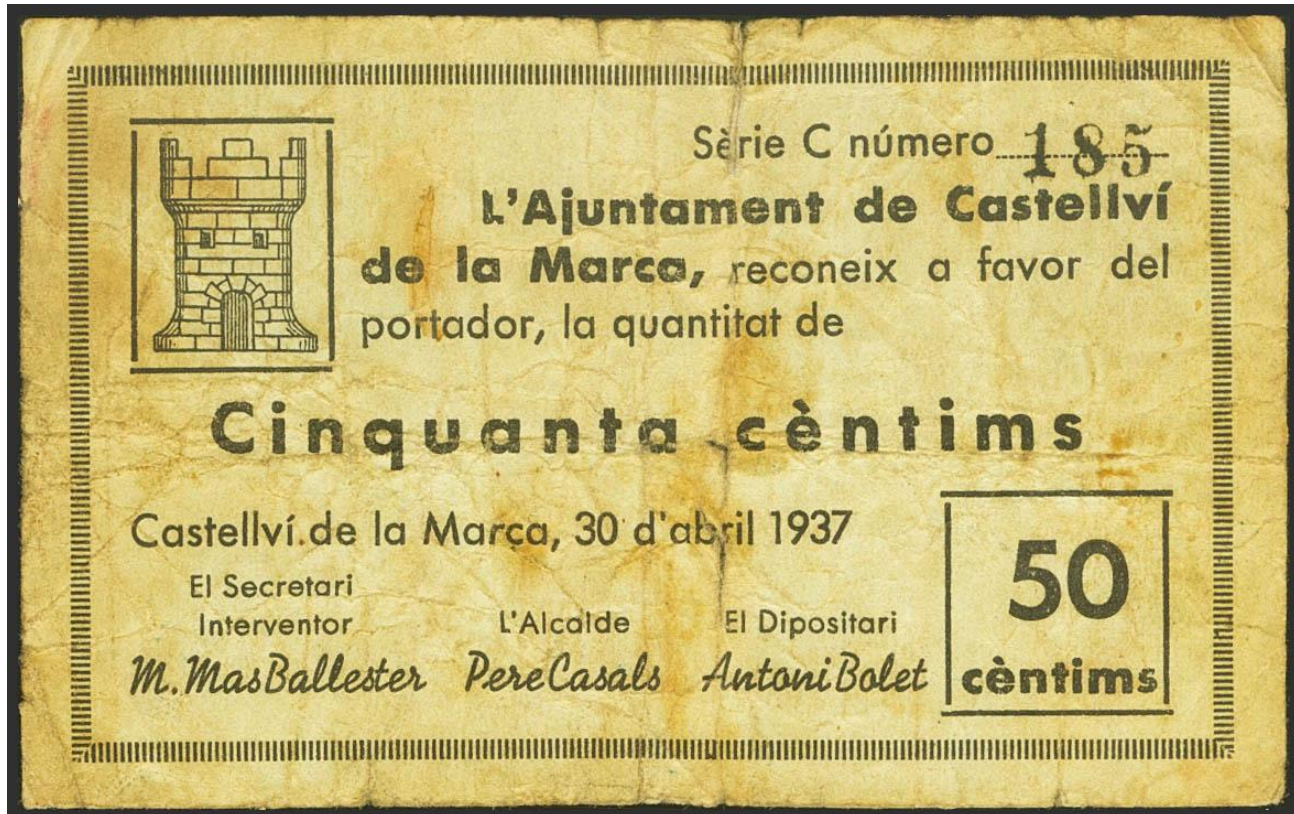 Sèrie C número 185
L'Ajuntament de Castellví
de la Marca, reconeix a favor del
portador, la quantitat de
Cinquanta cèntims
Castellví de la Marca, 30 d'abril 1937
El Secretari
Interventor
L'Alcalde
El Dipositari
M. Mas Ballester
Pere Casals
Antoni Bolet
50
cèntims